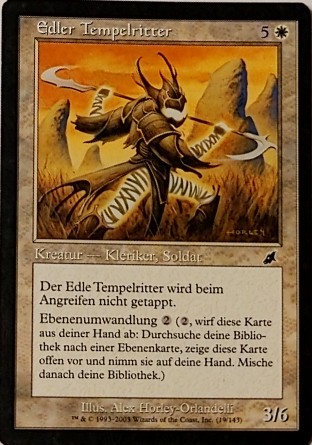 Edler Tempelritter 5
HORLEY
Kreatur — Kleriker, Soldat
Der Edle Tempelritter wird beim
Angreifen nicht getappt.
Ebenenumwandlung 2 (2, wirf diese Karte
aus deiner Hand ab: Durchsuche deine Biblio-
thek nach einer Ebenenkarte, zeige diese Karte
offen vor und nimm sie auf deine Hand. Mische
danach deine Bibliothek.)
Illus. Alex Horley-Orlandelli
™ & © 1993-2003 Wizards of the Coast, Inc. (19/143)
3/6